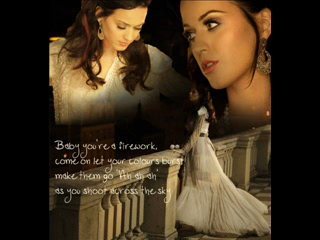 Baby you're a firework,
come on let your colours burst
make them go "Ah ah ah"
as you shoot across the sky